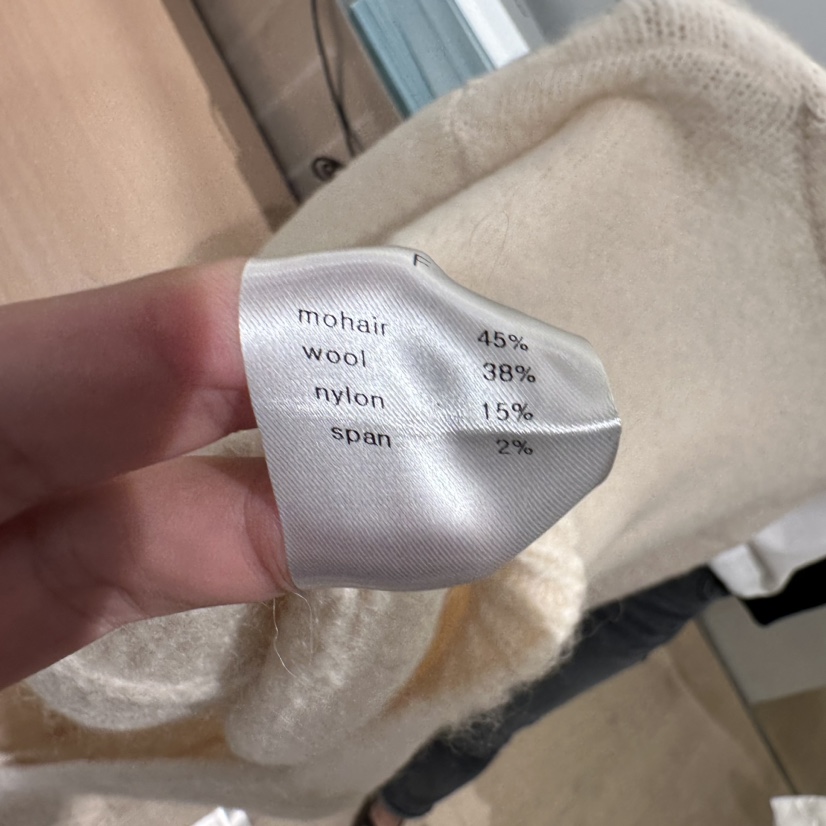 F
mohair 45%
wool 38%
nylon 15%
span 2%